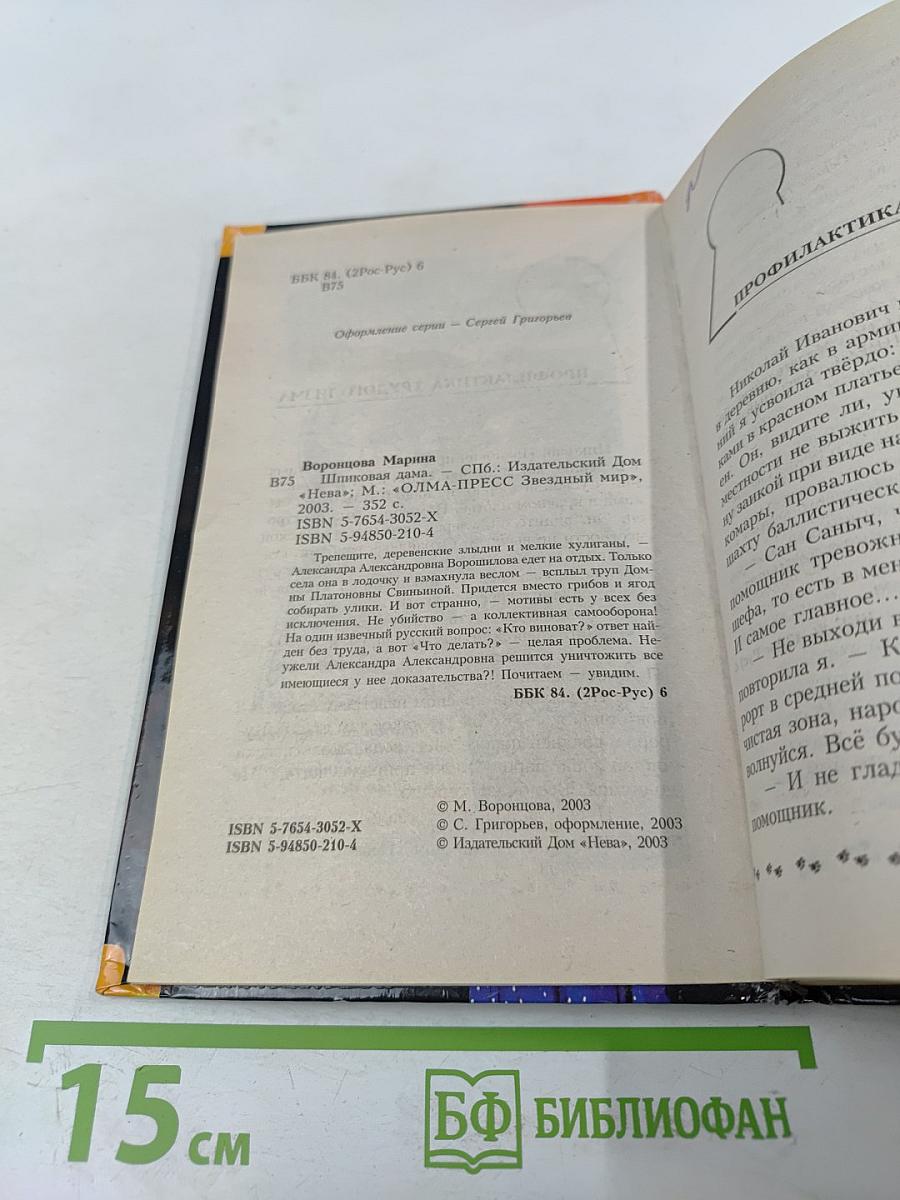 ББК 84. (2Рос-Рус) 6
В75
Оформление серии — Сергей Григорьев
Воронцова Марина
В75 Шпиковая дама. — СПб.: Издательский Дом
«Нева»; М.: «ОЛМА-ПРЕСС Звездный мир»,
2003. — 352 с.
ISBN 5-7654-3052-X
ISBN 5-94850-210-4
Трепещите, деревенские злыдни и мелкие хулиганы, —
Александра Александровна Ворошилова едет на отдых. Только
села она в лодочку и взмахнула веслом — всплыл труп Дом-
ны Платоновны Свиньиной. Придется вместо грибов и ягод
собирать улики. И вот странно, — мотивы есть у всех без
исключения. Не убийство — а коллективная самооборона!
На один извечный русский вопрос: «Кто виноват?» ответ най-
ден без труда, а вот «Что делать?» — целая проблема. Не-
ужели Александра Александровна решится уничтожить все
имеющиеся у нее доказательства?! Почитаем — увидим.
ББК 84. (2Рос-Рус) 6
ISBN 5-7654-3052-X
ISBN 5-94850-210-4
© М. Воронцова, 2003
© С. Григорьев, оформление, 2003
© Издательский Дом «Нева», 2003
ПРОФИЛАКТИКА
Николай Иванович
в деревню, как в арми
ний я усвоила твёрдо:
ками в красном платье
ен. Он, видите ли, ув
местности не выжить
ну заикой при виде на
комары, провалюсь
шахту баллистическ
— Сан Саныч, ч
помощник тревожн
шефа, то есть в мен
И самое главное...
— Не выходи в
повторила я. — К
рорт в средней по
чистая зона, наро
волнуйся. Всё бу
— И не глад
помощник.
15 см
БФ БИБЛИОФАН